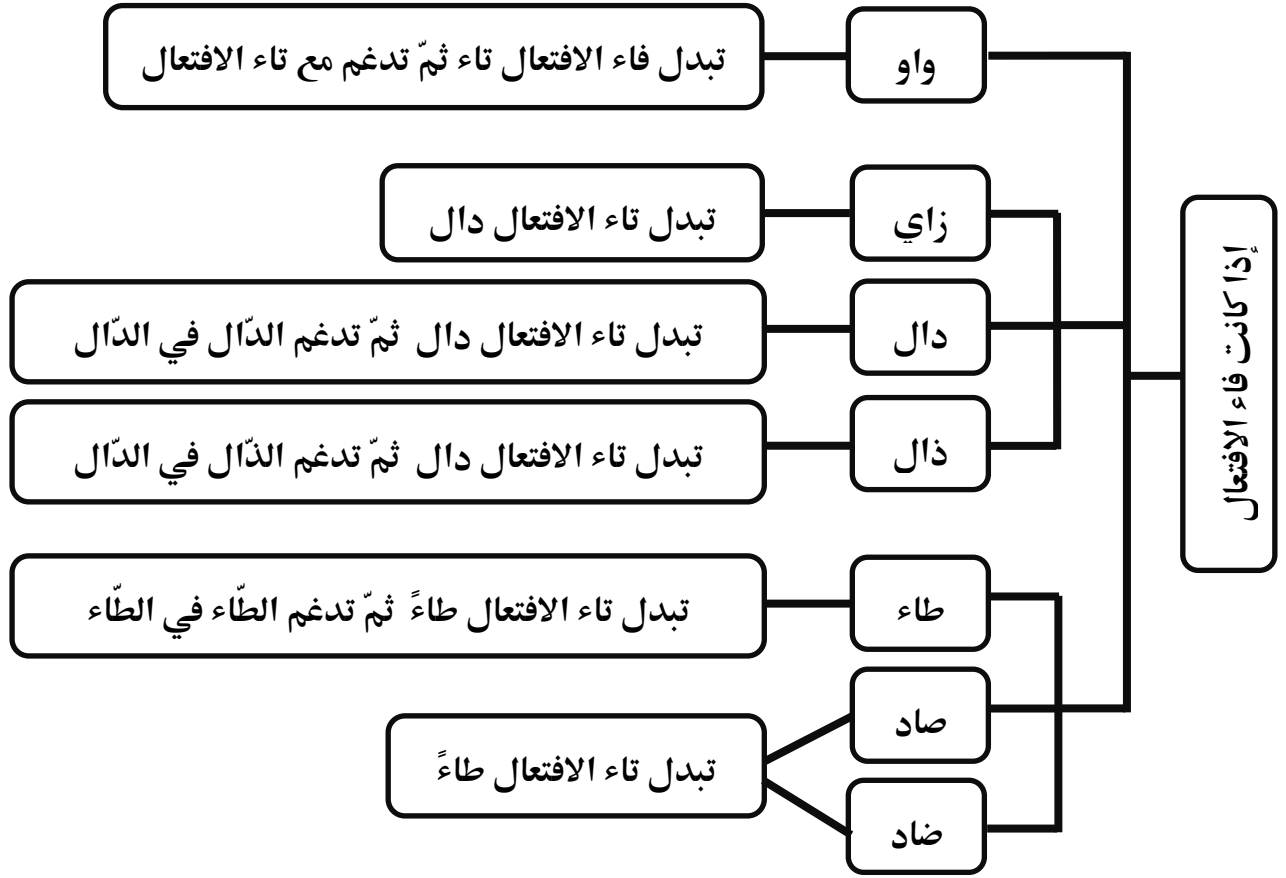 إذا كانت فاء الافتعال
واو
تبدل فاء الافتعال تاء ثمّ تدغم مع تاء الافتعال
زاي
تبدل تاء الافتعال دال
دال
تبدل تاء الافتعال دال ثمّ تدغم الدّال في الدّال
ذال
تبدل تاء الافتعال دال ثمّ تدغم الذّال في الدّال
طاء
تبدل تاء الافتعال طاءً ثمّ تدغم الطّاء في الطّاء
صاد
تبدل تاء الافتعال طاءً
ضاد